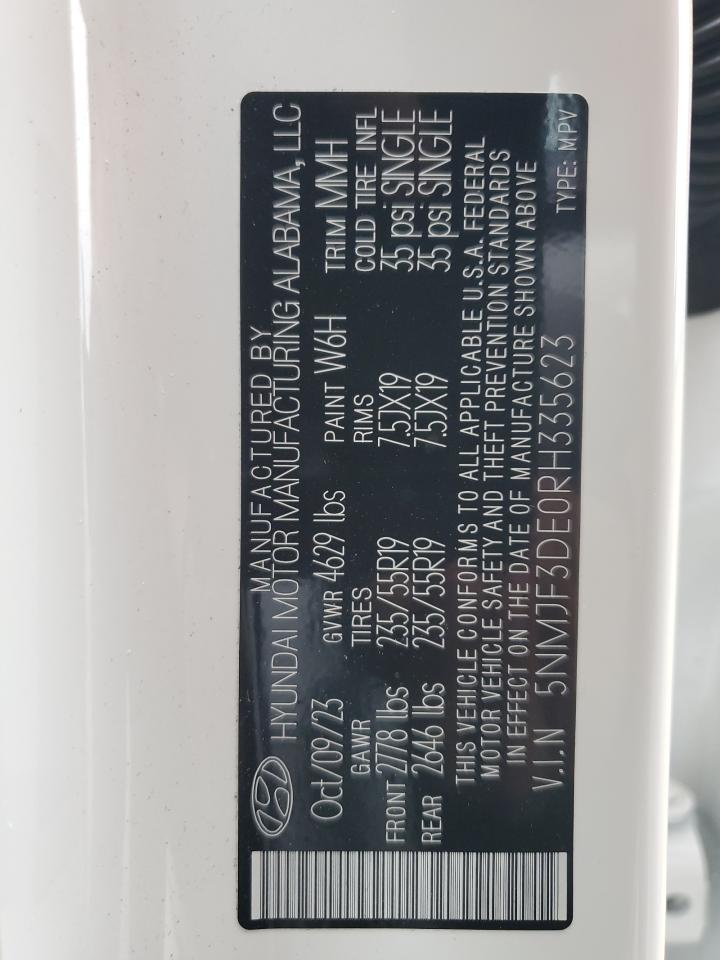 MANUFACTURED BY
HYUNDAI MOTOR MANUFACTURING ALABAMA, LLC
Oct/09/23 GVWR 4629 lbs PAINT W6H TRIM MMH
GAWR TIRES RIMS COLD TIRE INFL
FRONT 2778 lbs 235/55R19 7.5JX19 35 psi SINGLE
REAR 2646 lbs 235/55R19 7.5JX19 35 psi SINGLE
THIS VEHICLE CONFORMS TO ALL APPLICABLE U.S.A. FEDERAL
MOTOR VEHICLE SAFETY AND THEFT PREVENTION STANDARDS
IN EFFECT ON THE DATE OF MANUFACTURE SHOWN ABOVE
V.I.N 5NMJF3DE0RH335623 TYPE: MPV